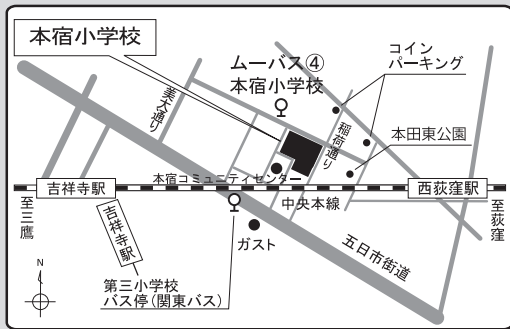 本宿小学校
ムーバス④
本宿小学校
コイン
パーキング
美大通り
稲荷通り
本田東公園
本宿コミュニティセンター
吉祥寺駅
西荻窪駅
至三鷹
吉祥寺駅
中央本線
至荻窪
ガスト
五日市街道
N
第三小学校
バス停(関東バス)